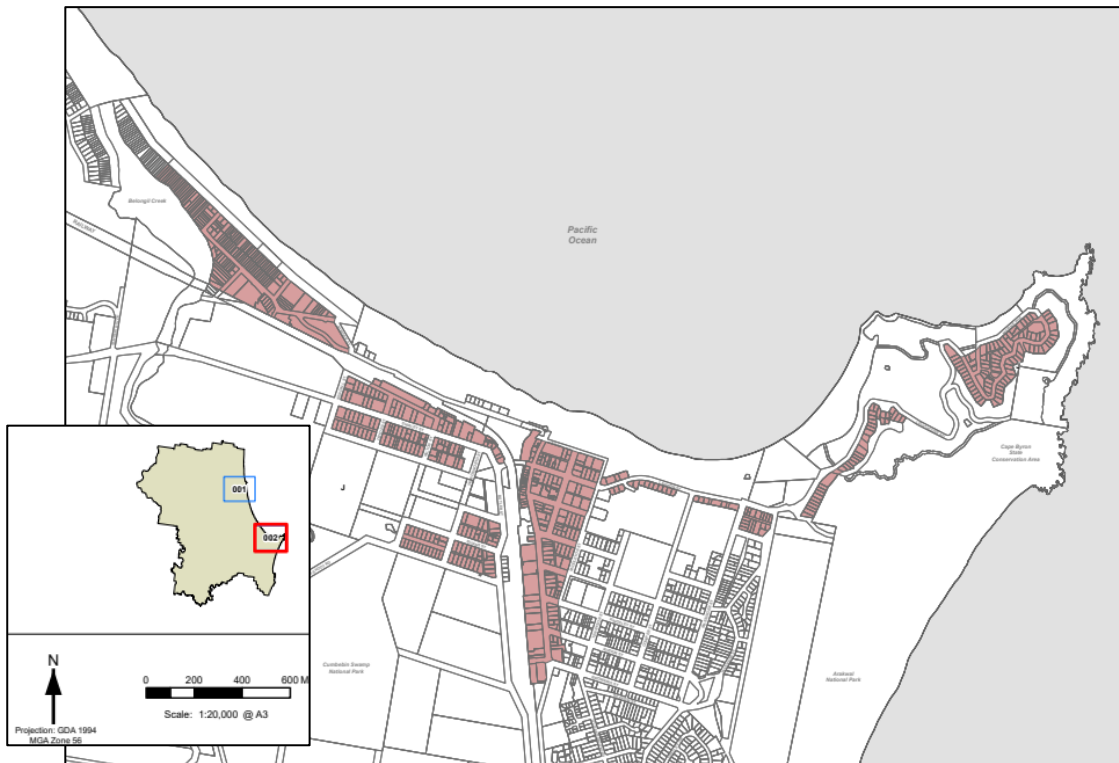 Belongil Creek
RAILWAY
Pacific
Ocean
Cape Byron
State
Conservation Area
J
001
002
Cumbebin Swamp
National Park
Arakwal
National Park
N
0 200 400 600 M
Scale: 1:20,000 @ A3
Projection: GDA 1994
MGA Zone 56